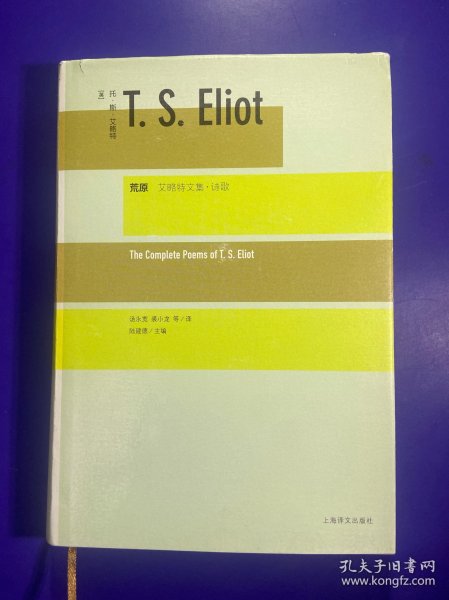 [英]
托·斯·艾略特
T. S. Eliot
荒原 艾略特文集·诗歌
The Complete Poems of T. S. Eliot
汤永宽 裘小龙 等/译
陆建德/主编
上海译文出版社
孔夫子旧书网
www.kongfz.com